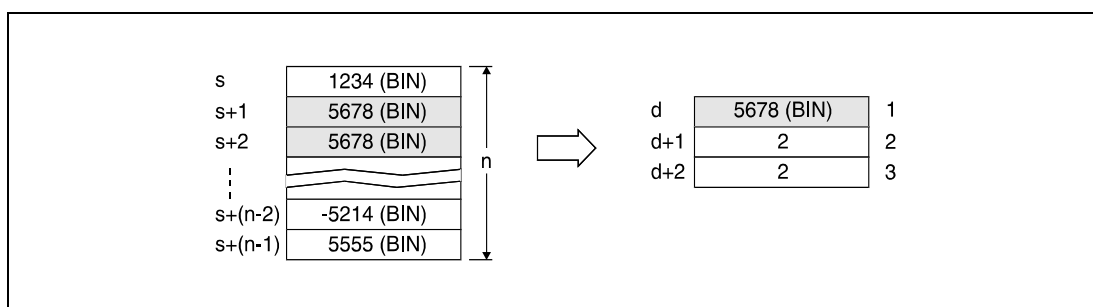 s 1234 (BIN)
s+1 5678 (BIN)
s+2 5678 (BIN)
s+(n-2) -5214 (BIN)
s+(n-1) 5555 (BIN)
n
d 5678 (BIN) 1
d+1 2 2
d+2 2 3